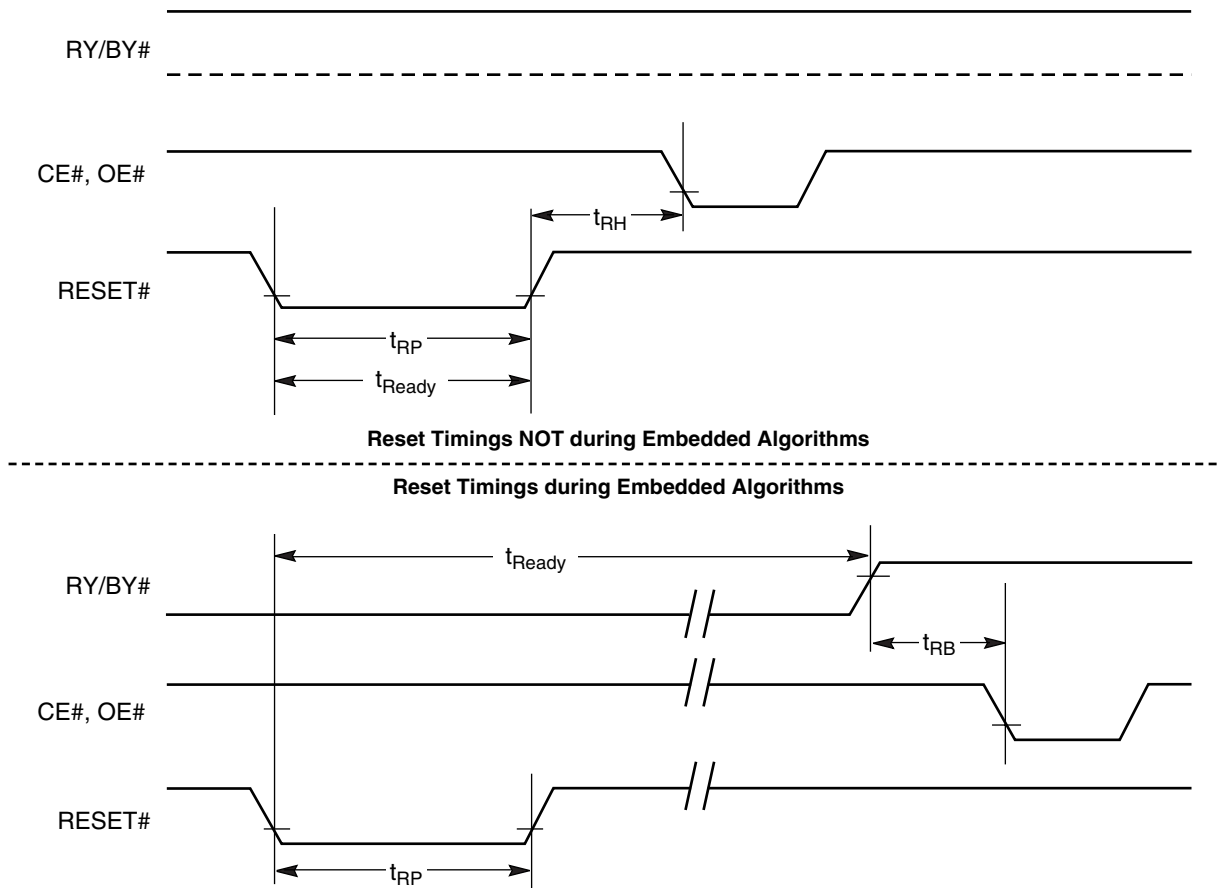 RY/BY#
CE#, OE#
tRH
RESET#
tRP
tReady
Reset Timings NOT during Embedded Algorithms
Reset Timings during Embedded Algorithms
tReady
RY/BY#
tRB
CE#, OE#
RESET#
tRP